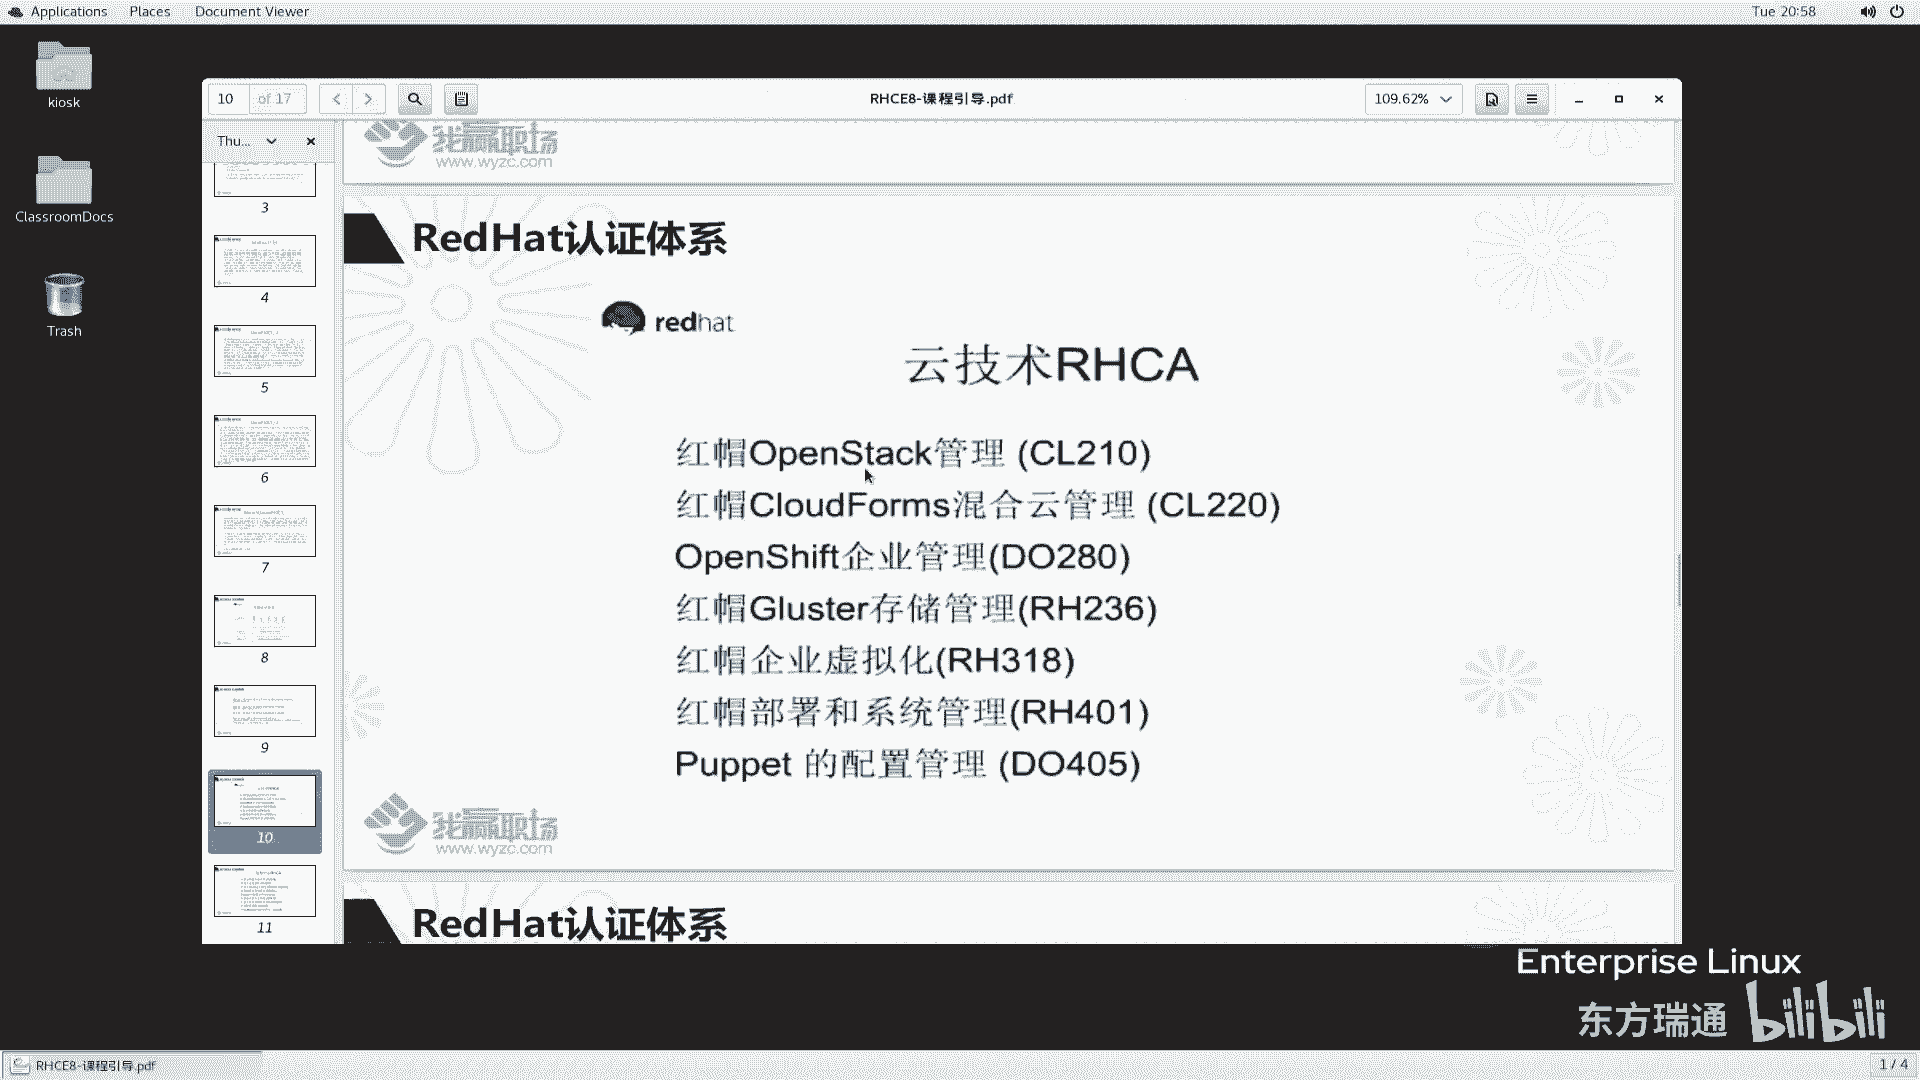 Applications Places Document Viewer Tue 20:58
kiosk
ClassroomDocs
Trash
10 of 17 RHCE8-课程引导.pdf 109.62%
Thu...
3
4
5
6
7
8
9
10
11
我赢职场
www.wyzc.com
RedHat认证体系
redhat
云技术RHCA
红帽OpenStack管理 (CL210)
红帽CloudForms混合云管理 (CL220)
OpenShift企业管理(DO280)
红帽Gluster存储管理(RH236)
红帽企业虚拟化(RH318)
红帽部署和系统管理(RH401)
Puppet 的配置管理 (DO405)
我赢职场
www.wyzc.com
RedHat认证体系
Enterprise Linux
东方瑞通 bilibili
RHCE8-课程引导.pdf 1 / 4